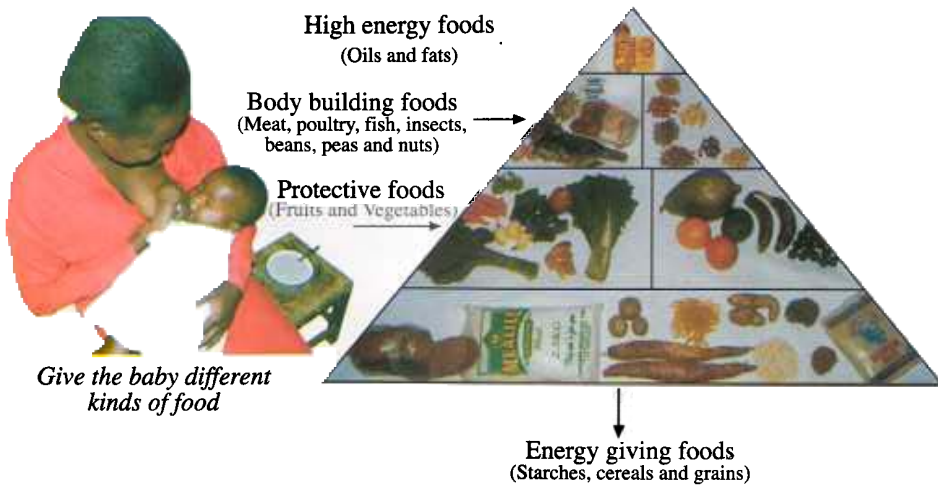 High energy foods
(Oils and fats)
Body building foods
(Meat, poultry, fish, insects,
beans, peas and nuts)
Protective foods
(Fruits and Vegetables)
Give the baby different
kinds of food
Energy giving foods
(Starches, cereals and grains)